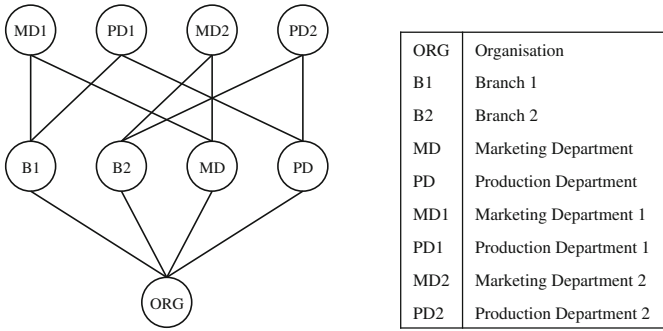 MD1 PD1 MD2 PD2
B1 B2 MD PD
ORG
ORG Organisation
B1 Branch 1
B2 Branch 2
MD Marketing Department
PD Production Department
MD1 Marketing Department 1
PD1 Production Department 1
MD2 Marketing Department 2
PD2 Production Department 2